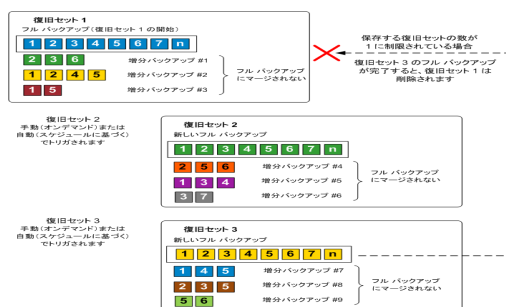 復旧セット 1
フル バックアップ(復旧セット 1 の開始)
1 2 3 4 5 6 7 n
2 3 6 増分バックアップ #1
1 2 4 5 増分バックアップ #2
1 5 増分バックアップ #3
フル バックアップ
にマージされない
保存する復旧セットの数が
1 に制限されている場合
復旧セット 3 のフル バックアップ
が完了すると、復旧セット 1 は
削除されます
復旧セット 2
手動(オンデマンド)または
自動(スケジュールに基づく)
でトリガされます
復旧セット 2
新しいフル バックアップ
1 2 3 4 5 6 7 n
2 5 6 増分バックアップ #4
1 3 4 増分バックアップ #5
3 7 増分バックアップ #6
フル バックアップ
にマージされない
復旧セット 3
手動(オンデマンド)または
自動(スケジュールに基づく)
でトリガされます
復旧セット 3
新しいフル バックアップ
1 2 3 4 5 6 7 n
1 4 5 増分バックアップ #7
2 3 5 増分バックアップ #8
5 6 増分バックアップ #9
フル バックアップ
にマージされない